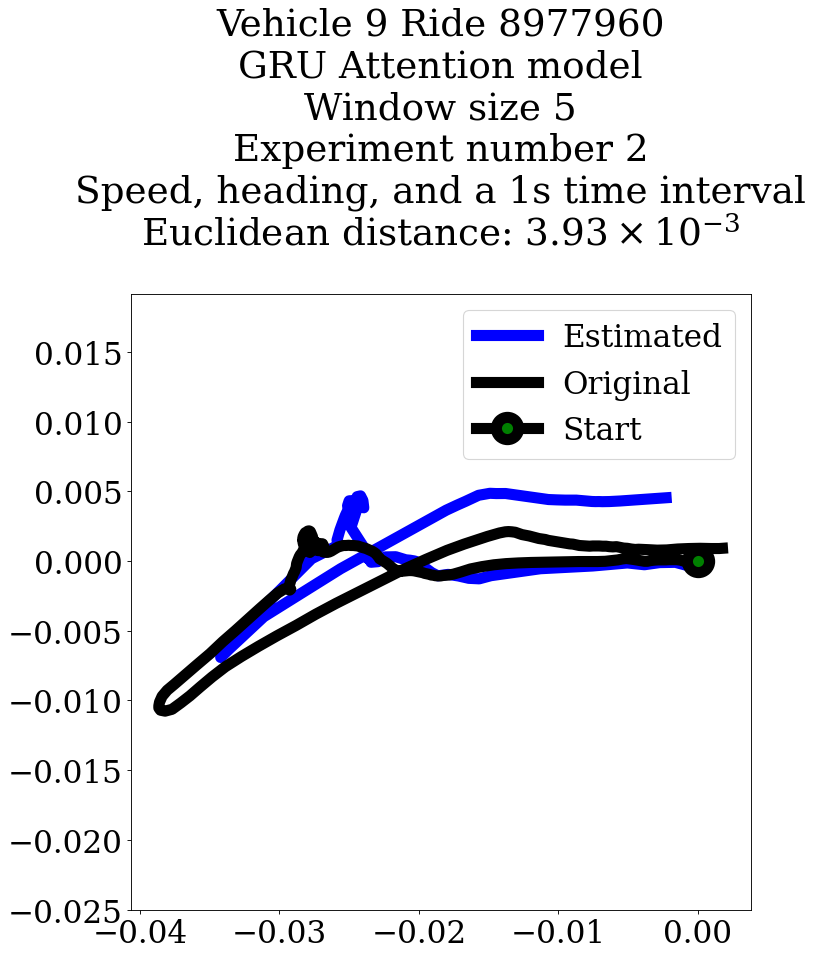 Vehicle 9 Ride 8977960
GRU Attention model
Window size 5
Experiment number 2
Speed, heading, and a 1s time interval
Euclidean distance: 3.93 × 10⁻³
Estimated
Original
Start
0.015
0.010
0.005
0.000
−0.005
−0.010
−0.015
−0.020
−0.025
−0.04 −0.03 −0.02 −0.01 0.00